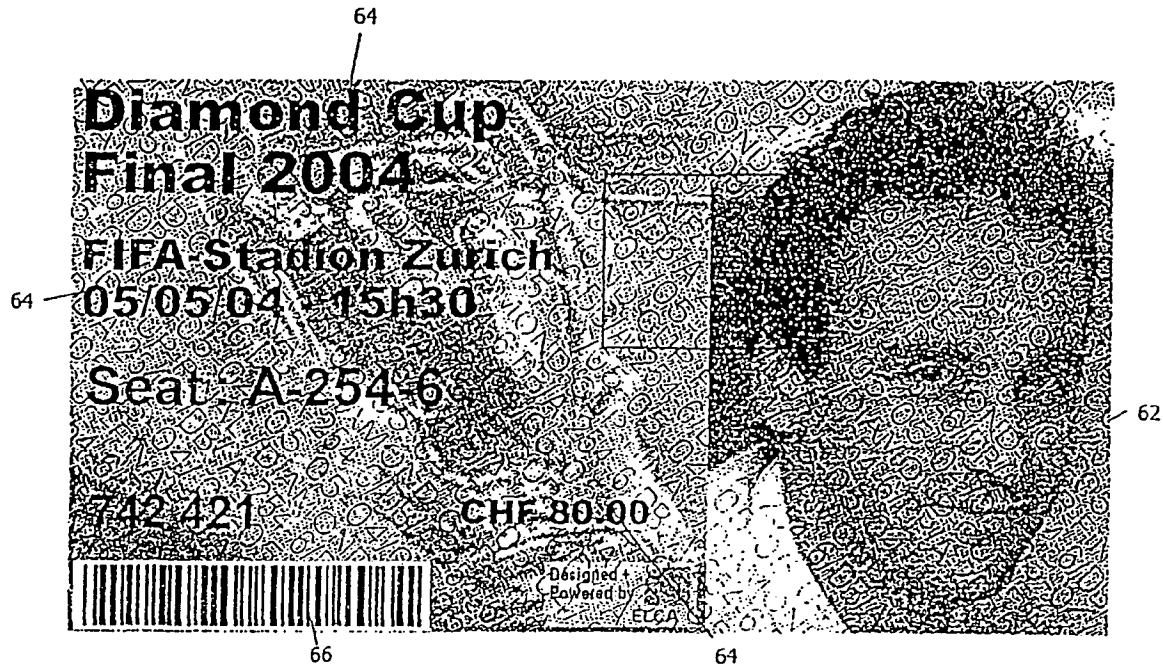 64
Diamond Cup
Final 2004
FIFA-Stadion Zurich
64
05/05/04 - 15h30
Seat: A-254-6
62
742 421
CHF 80.00
Designed +
Powered by
ELCA
66
64